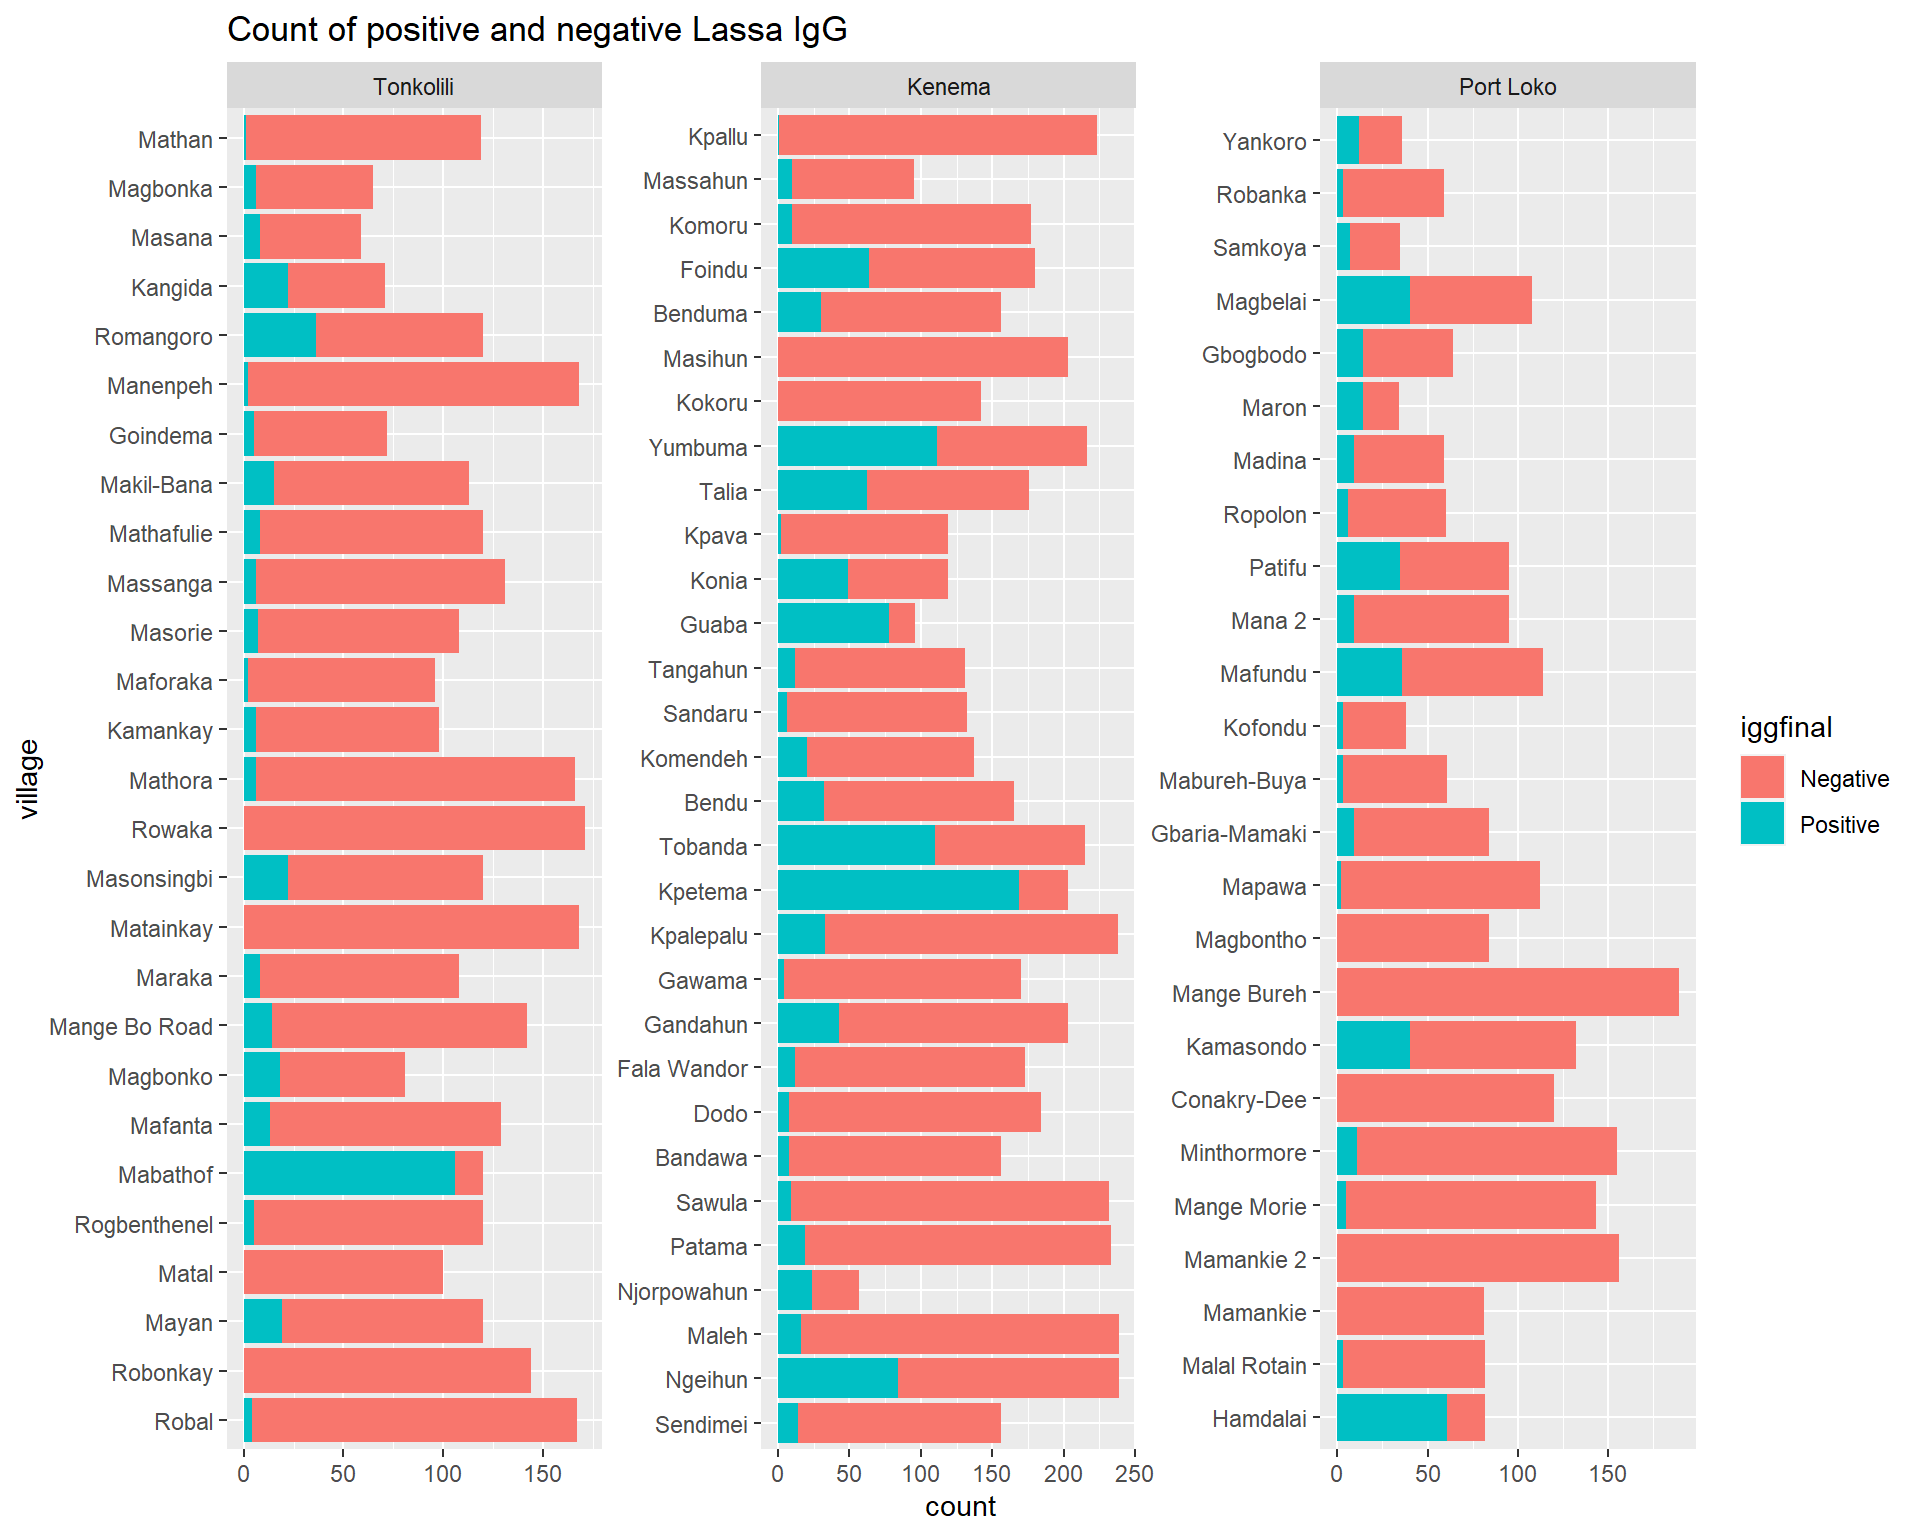 Count of positive and negative Lassa IgG
Tonkolili
Kenema
Port Loko
village
Mathan
Magbonka
Masana
Kangida
Romangoro
Manenpeh
Goindema
Makil-Bana
Mathafulie
Massanga
Masorie
Maforaka
Kamankay
Mathora
Rowaka
Masonsingbi
Matainkay
Maraka
Mange Bo Road
Magbonko
Mafanta
Mabathof
Rogbenthenel
Matal
Mayan
Robonkay
Robal
0 50 100 150
Kpallu
Massahun
Komoru
Foindu
Benduma
Masihun
Kokoru
Yumbuma
Talia
Kpava
Konia
Guaba
Tangahun
Sandaru
Komendeh
Bendu
Tobanda
Kpetema
Kpalepalu
Gawama
Gandahun
Fala Wandor
Dodo
Bandawa
Sawula
Patama
Njorpowahun
Maleh
Ngeihun
Sendimei
0 50 100 150 200 250
Yankoro
Robanka
Samkoya
Magbelai
Gbogbodo
Maron
Madina
Ropolon
Patifu
Mana 2
Mafundu
Kofondu
Mabureh-Buya
Gbaria-Mamaki
Mapawa
Magbontho
Mange Bureh
Kamasondo
Conakry-Dee
Minthormore
Mange Morie
Mamankie 2
Mamankie
Malal Rotain
Hamdalai
0 50 100 150
count
iggfinal
Negative
Positive